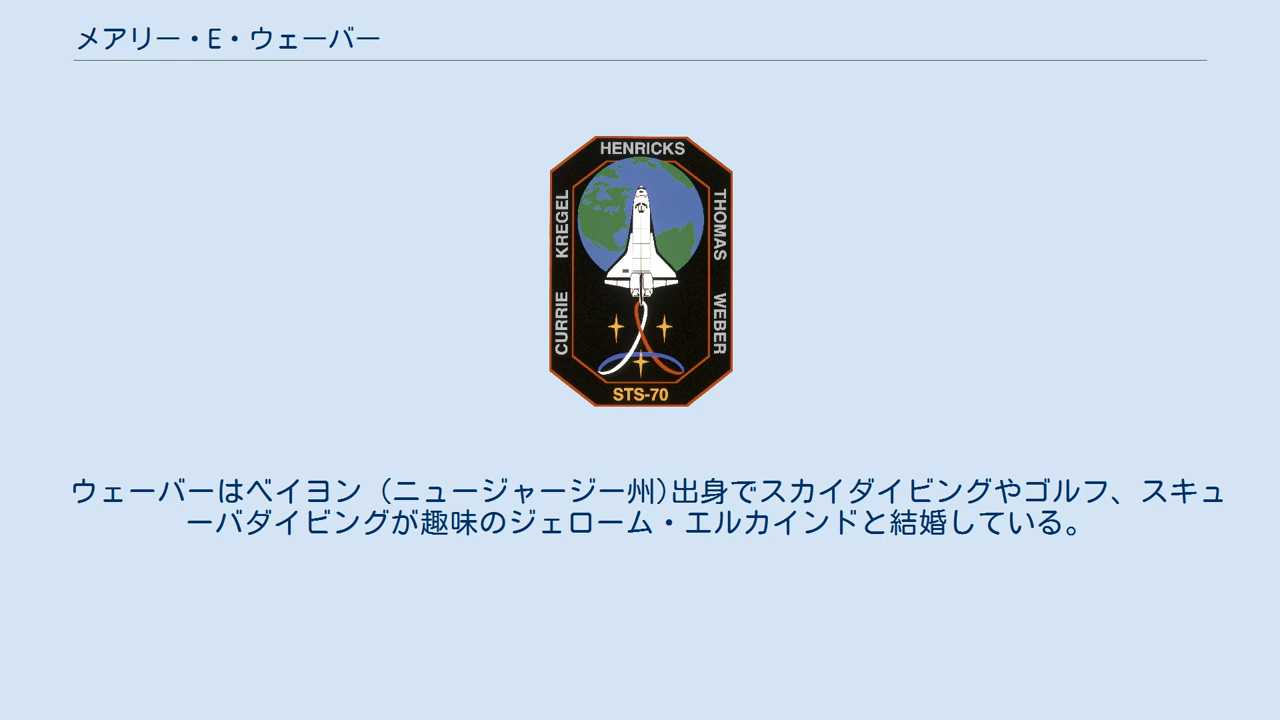 メアリー・E・ウェーバー
HENRICKS
KREGEL
THOMAS
CURRIE
WEBER
STS-70
ウェーバーはベイヨン（ニュージャージー州)出身でスカイダイビングやゴルフ、スキュ
ーバダイビングが趣味のジェローム・エルカインドと結婚している。